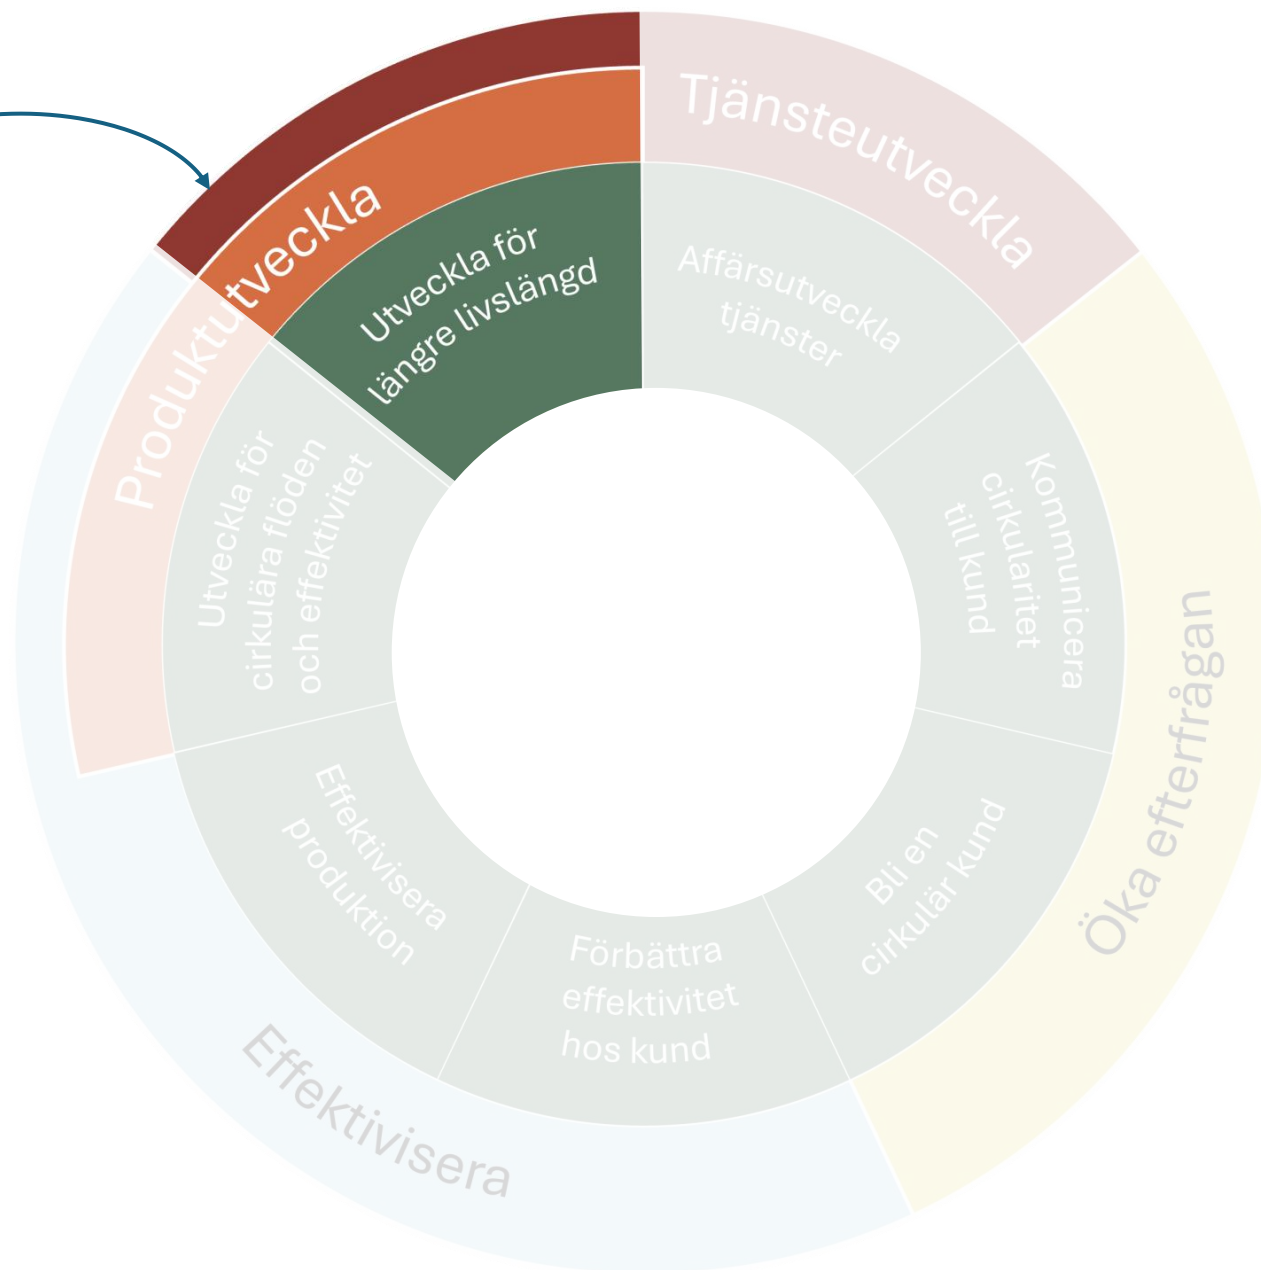 Tjänsteutveckla
Produktutveckla
Utveckla för
längre livslängd
Affärsutveckla
tjänster
Kommunicera
cirkularitet
till kund
Öka efterfrågan
Bli en
cirkulär kund
Förbättra
effektivitet
hos kund
Effektivisera
produktion
Effektivisera
Utveckla för
cirkulära flöden
och effektivitet